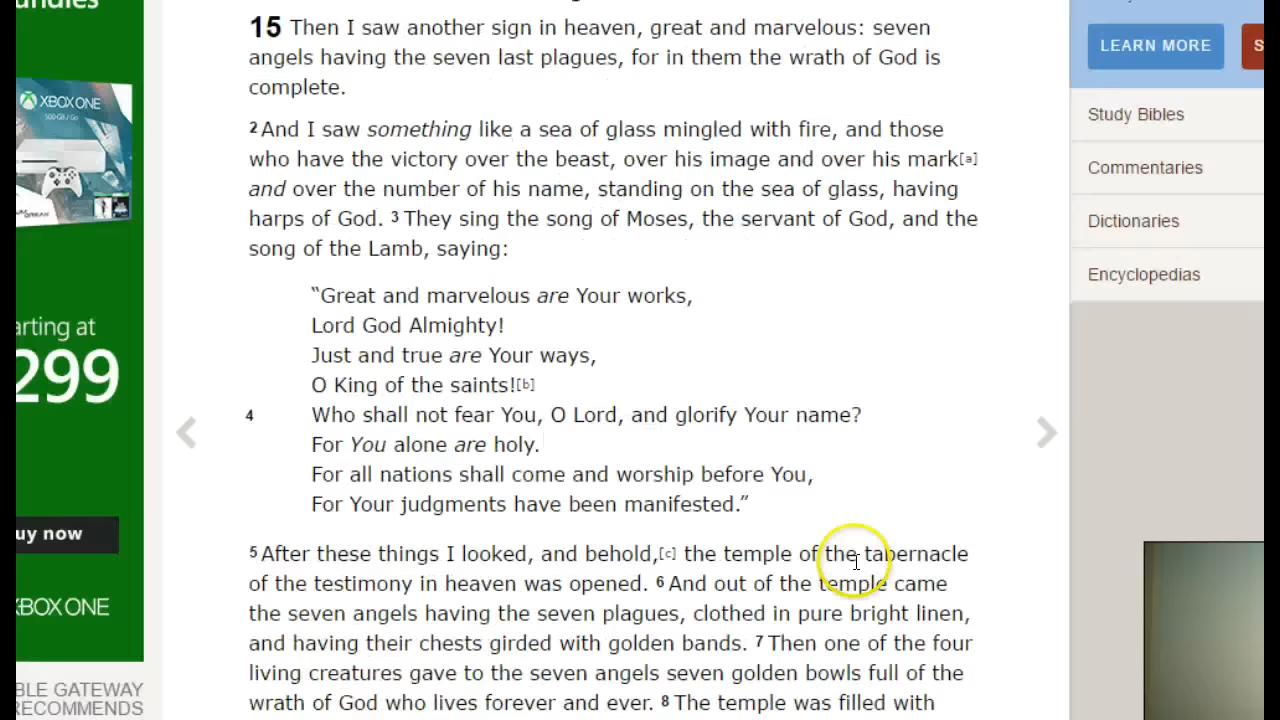 15 Then I saw another sign in heaven, great and marvelous: seven
angels having the seven last plagues, for in them the wrath of God is
complete.
2 And I saw something like a sea of glass mingled with fire, and those
who have the victory over the beast, over his image and over his mark[a]
and over the number of his name, standing on the sea of glass, having
harps of God. 3 They sing the song of Moses, the servant of God, and the
song of the Lamb, saying:
“Great and marvelous are Your works,
Lord God Almighty!
Just and true are Your ways,
O King of the saints![b]
4 Who shall not fear You, O Lord, and glorify Your name?
For You alone are holy.
For all nations shall come and worship before You,
For Your judgments have been manifested.”
5 After these things I looked, and behold,[c] the temple of the tabernacle
of the testimony in heaven was opened. 6 And out of the temple came
the seven angels having the seven plagues, clothed in pure bright linen,
and having their chests girded with golden bands. 7 Then one of the four
living creatures gave to the seven angels seven golden bowls full of the
wrath of God who lives forever and ever. 8 The temple was filled with
XBOX ONE
arting at
299
uy now
XBOX ONE
BLE GATEWAY
RECOMMENDS
LEARN MORE
S
Study Bibles
Commentaries
Dictionaries
Encyclopedias